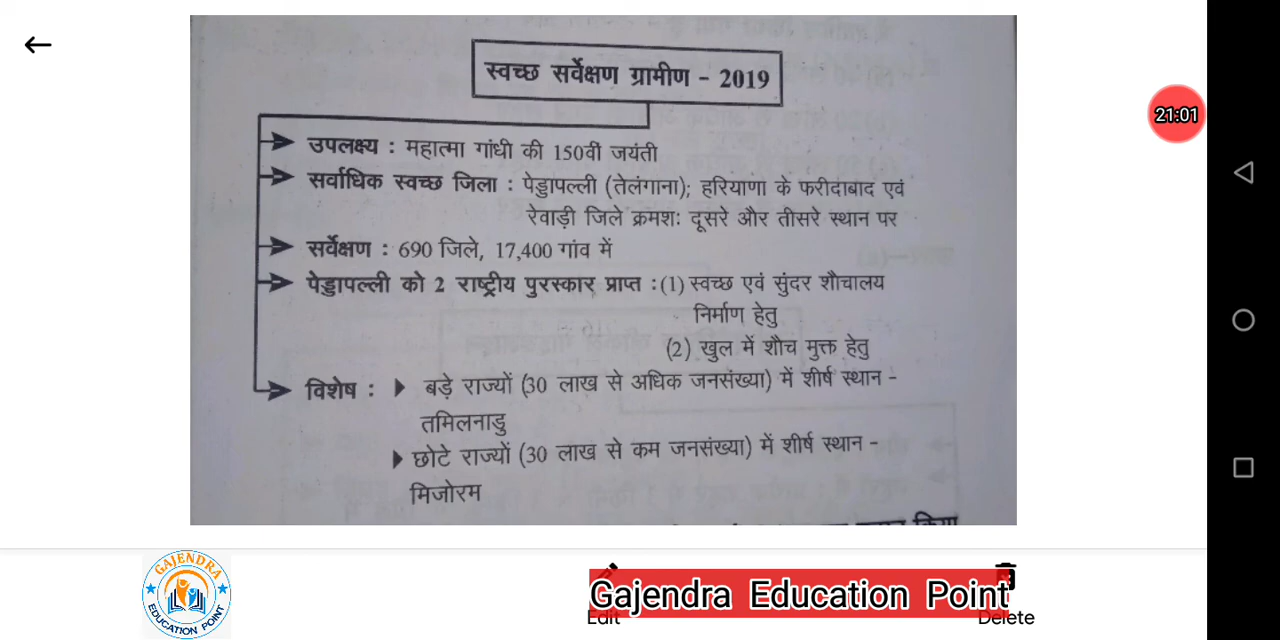 स्वच्छ सर्वेक्षण ग्रामीण - 2019
उपलक्ष्य : महात्मा गांधी की 150वी जयंती
सर्वाधिक स्वच्छ जिला : पेड्डापल्ली (तेलंगाना); हरियाणा के फरीदाबाद एवं
रेवाड़ी जिले क्रमशः दूसरे और तीसरे स्थान पर
सर्वेक्षण : 690 जिले, 17,400 गांव में
पेड्डापल्ली को 2 राष्ट्रीय पुरस्कार प्राप्त :(1) स्वच्छ एवं सुंदर शौचालय
निर्माण हेतु
(2) खुल में शौच मुक्त हेतु
विशेष : बड़े राज्यों (30 लाख से अधिक जनसंख्या) में शीर्ष स्थान -
तमिलनाडु
छोटे राज्यों (30 लाख से कम जनसंख्या) में शीर्ष स्थान -
मिजोरम
किया
21:01
GAJENDRA
EDUCATION POINT
Gajendra Education Point
Edit
Delete